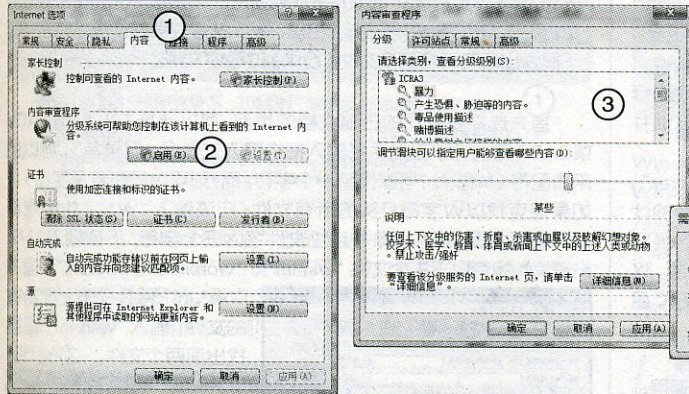 Internet 选项
①
常规 安全 隐私 内容 连接 程序 高级
家长控制
控制可查看的 Internet 内容。
家长控制(P)
内容审查程序
分级系统可帮助您控制在该计算机上看到的 Internet 内
容。
启用(E) ② 设置(T)
证书
使用加密连接和标识的证书。
清除 SSL 状态(S) 证书(C) 发行者(B)
自动完成
自动完成功能存储以前在网页上输
入的内容并向您建议匹配项。
设置(I)
源
源提供可在 Internet Explorer 和
其他程序中读取的网站更新内容。
设置(N)
确定 取消 应用(A)
内容审查程序
分级 许可站点 常规 高级
请选择类别，查看分级级别(S):
ICRA3
暴力
产生恐惧、胁迫等的内容。
毒品使用描述
赌博描述
③
调节滑块可以指定用户能够查看哪些内容(D):
某些
说明
任何上下文中的伤害、折磨、杀害或血腥以及肢解幻想对象。
仅艺术、医学、教育、体育或新闻上下文中的上述人类或动物
。禁止攻击/强奸
要查看该分级服务的 Internet 页，请单击
“详细信息”。
详细信息(M)
确定 取消 应用(A)